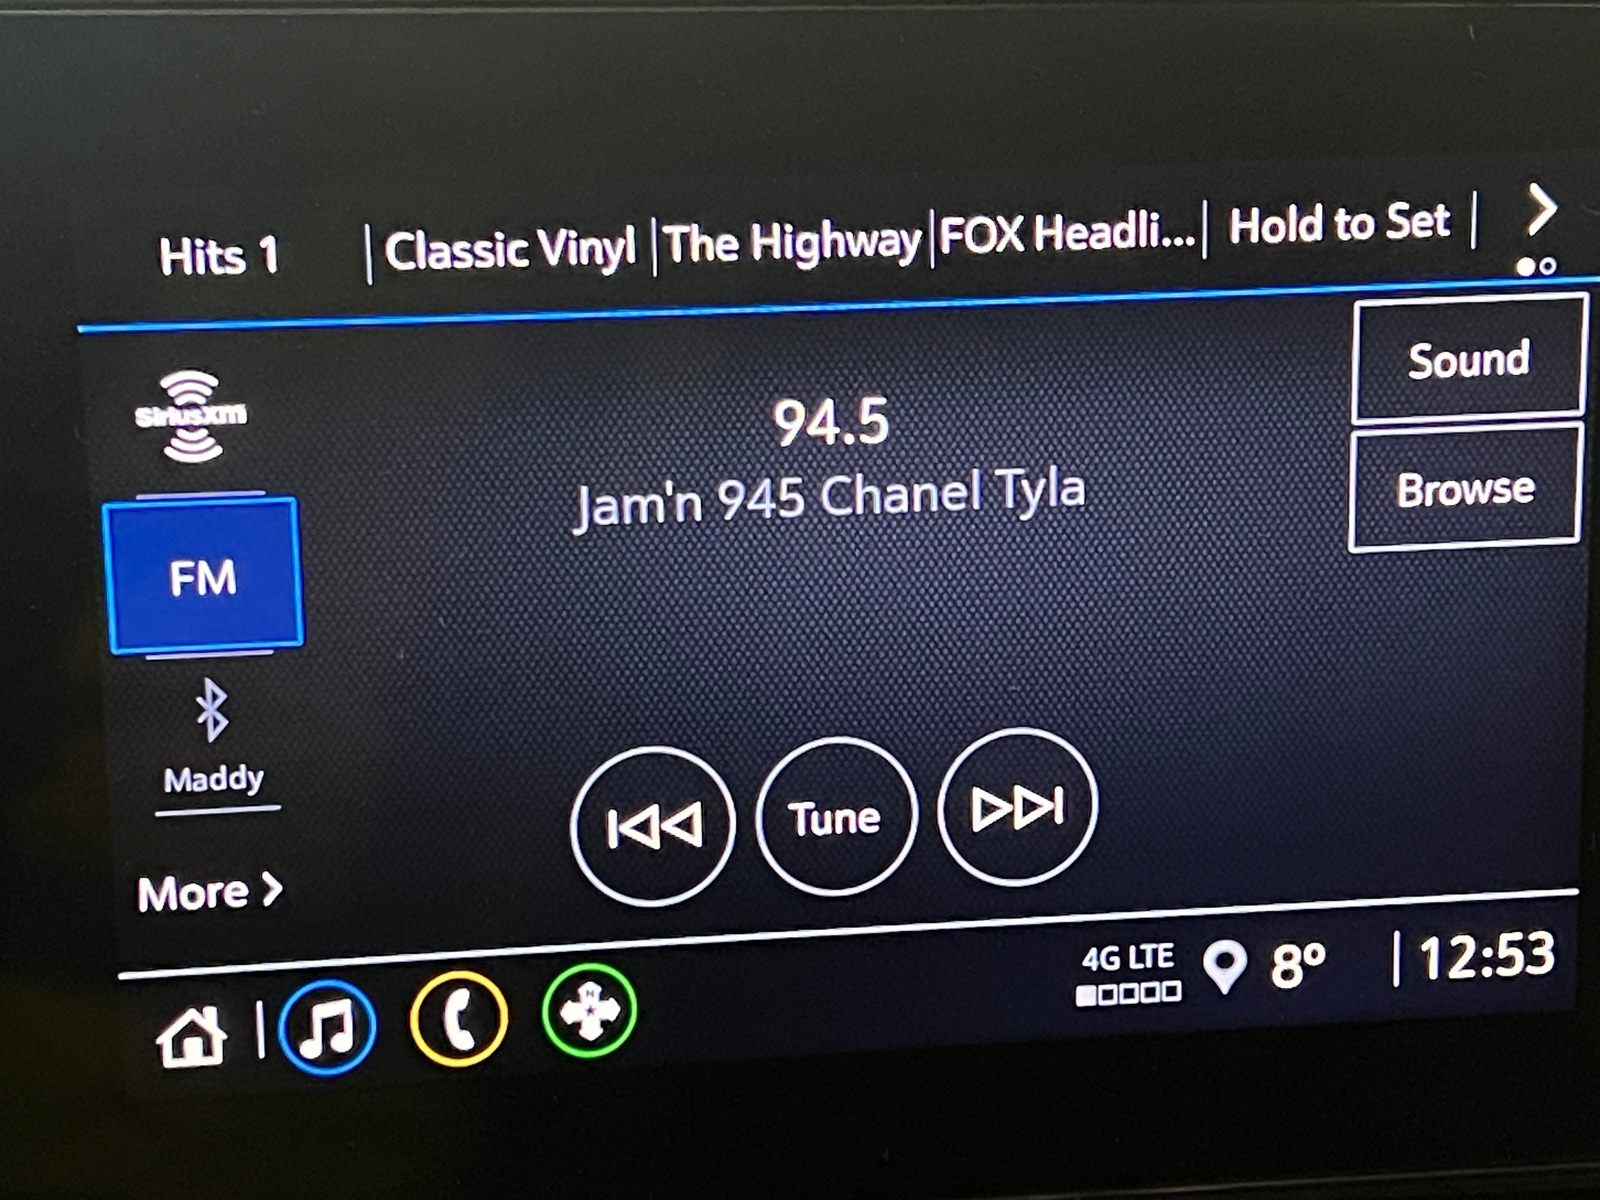 Hits 1 | Classic Vinyl | The Highway | FOX Headli... | Hold to Set |
SiriusXM
Sound
94.5
Jam'n 945 Chanel Tyla
Browse
FM
Maddy
Tune
More
4G LTE
8° | 12:53
N